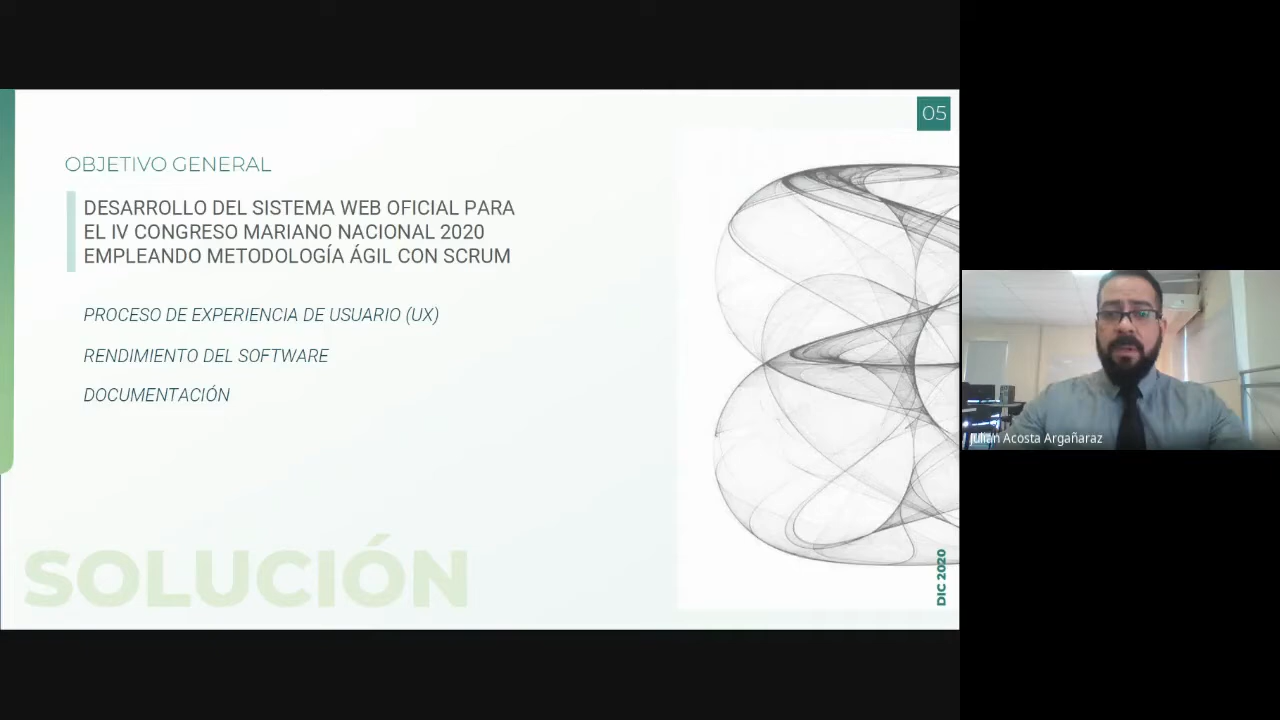 05
OBJETIVO GENERAL
DESARROLLO DEL SISTEMA WEB OFICIAL PARA
EL IV CONGRESO MARIANO NACIONAL 2020
EMPLEANDO METODOLOGÍA ÁGIL CON SCRUM
PROCESO DE EXPERIENCIA DE USUARIO (UX)
RENDIMIENTO DEL SOFTWARE
DOCUMENTACIÓN
SOLUCIÓN
DIC 2020
Julián Acosta Argañaraz